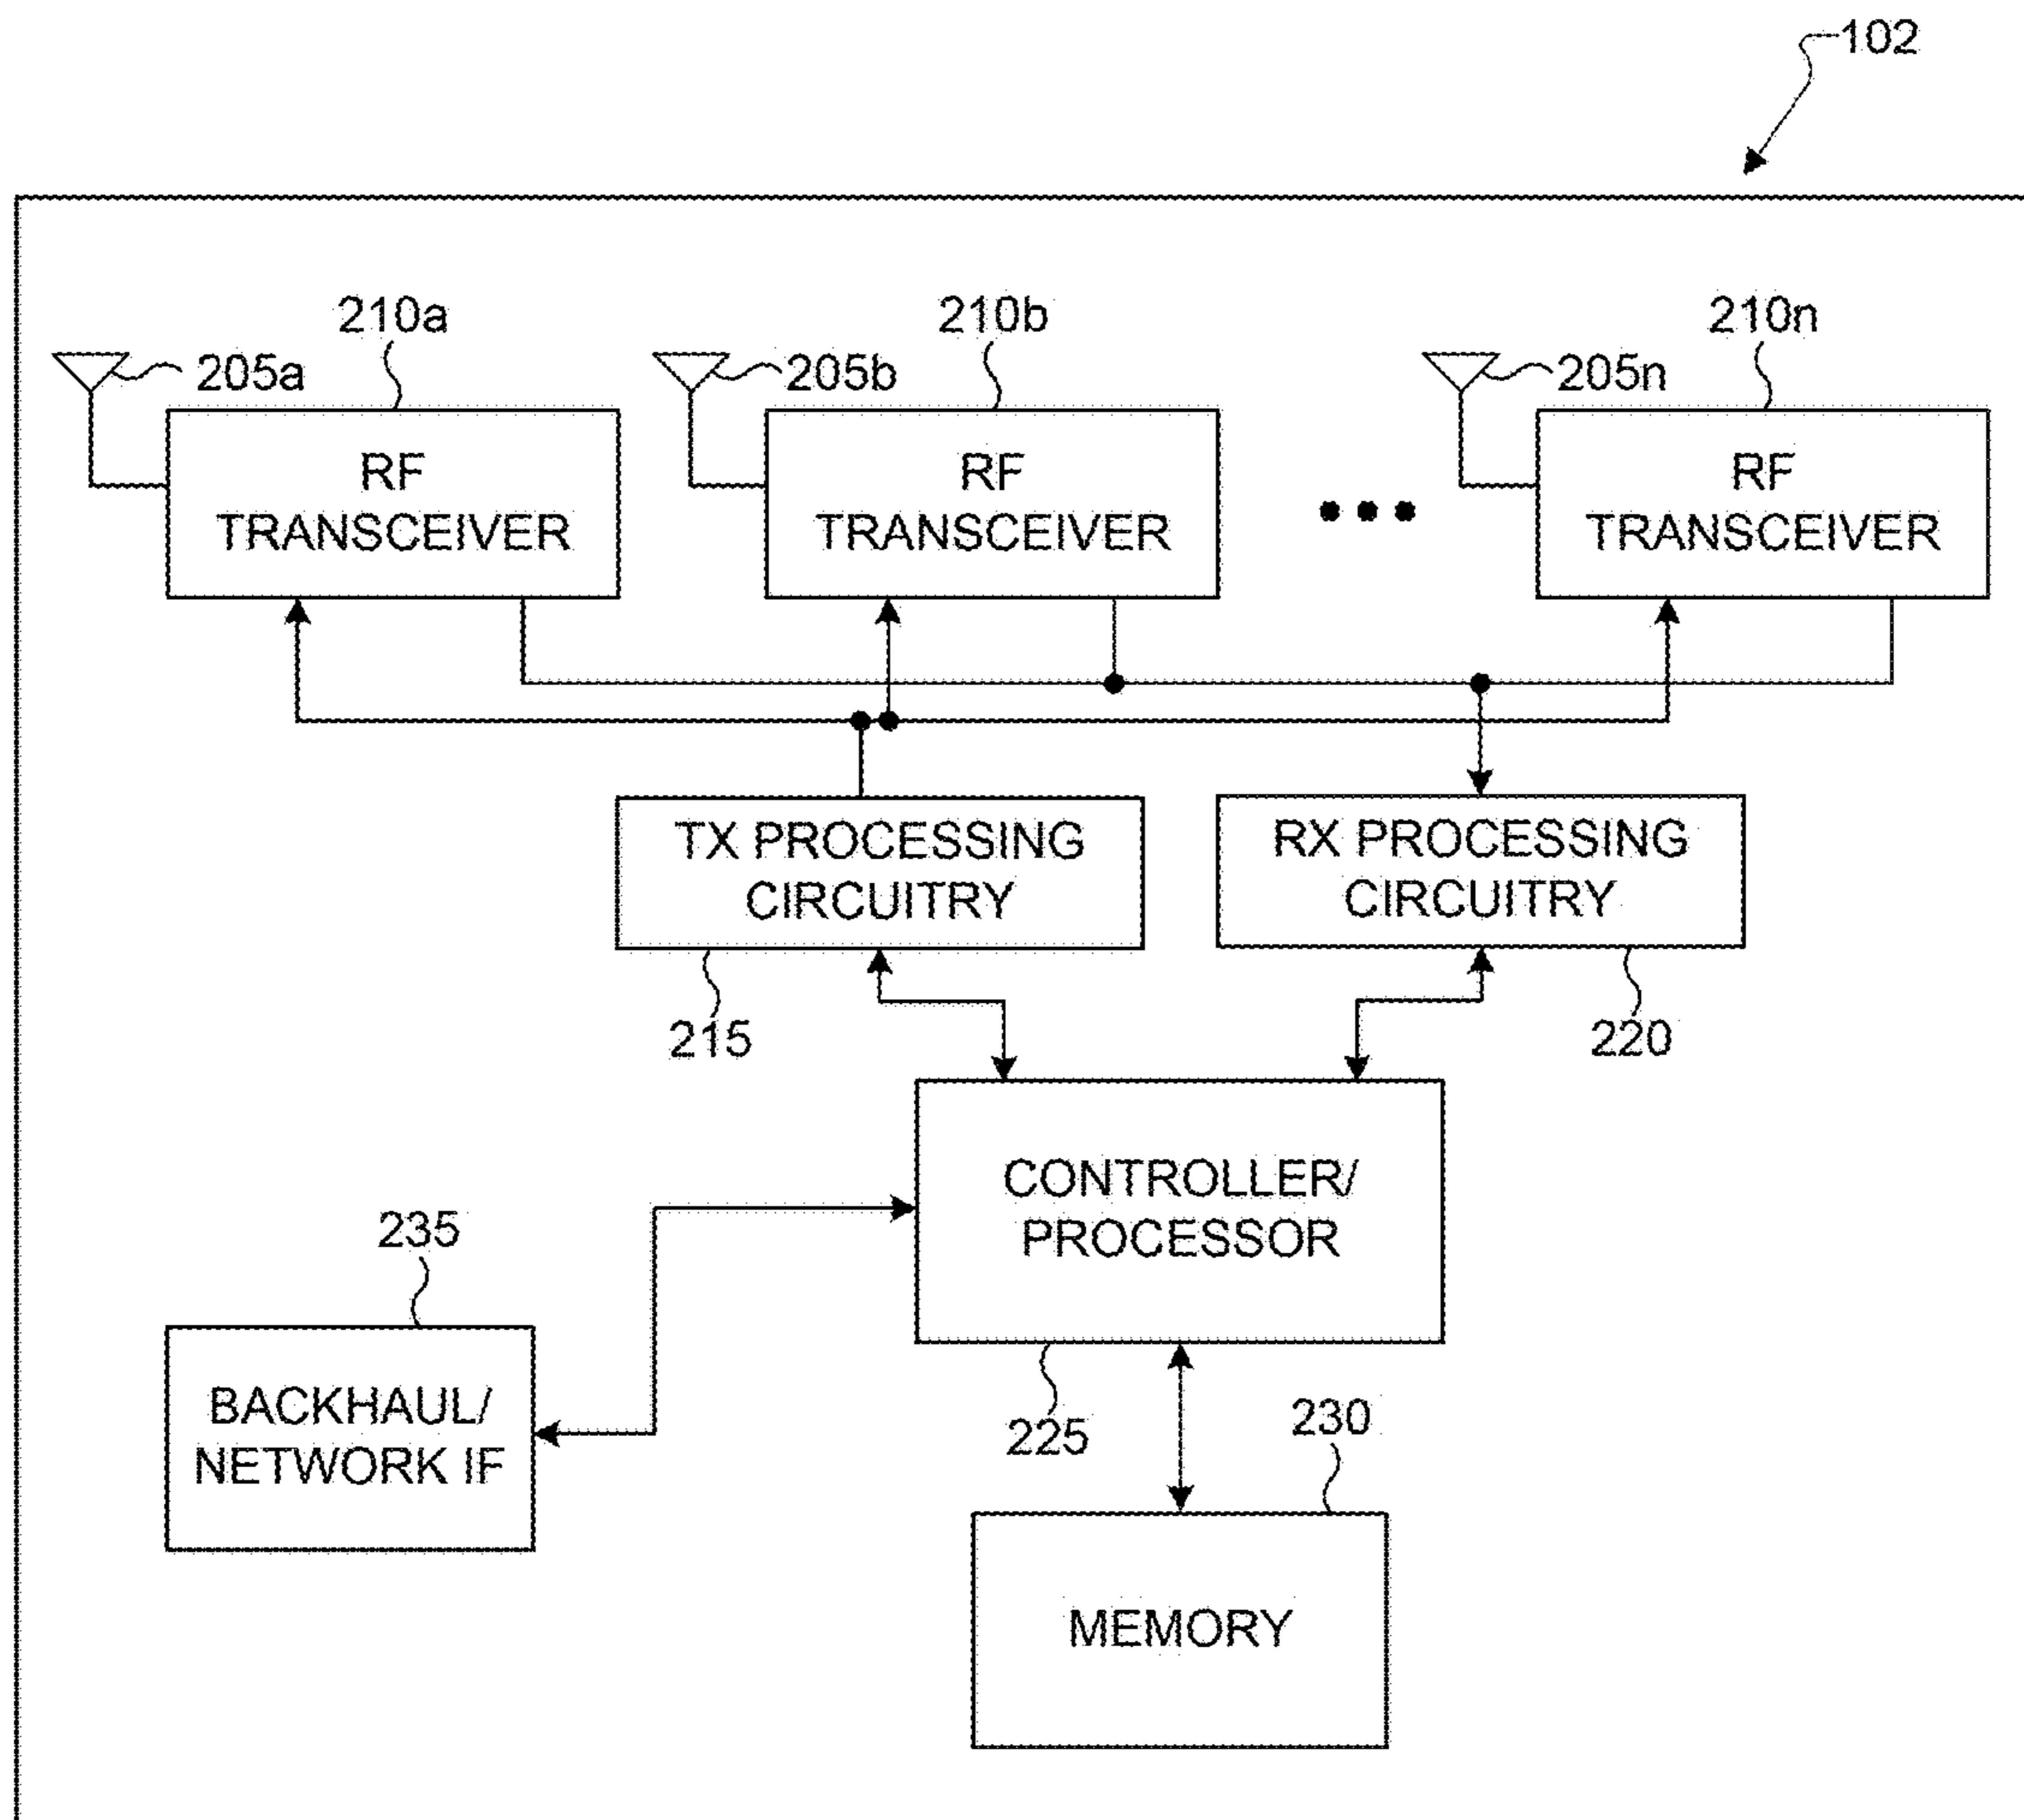 102
210a
210b
210n
205a
205b
205n
RF
TRANSCEIVER
RF
TRANSCEIVER
RF
TRANSCEIVER
TX PROCESSING
CIRCUITRY
RX PROCESSING
CIRCUITRY
215
220
CONTROLLER/
PROCESSOR
235
BACKHAUL/
NETWORK IF
225
230
MEMORY